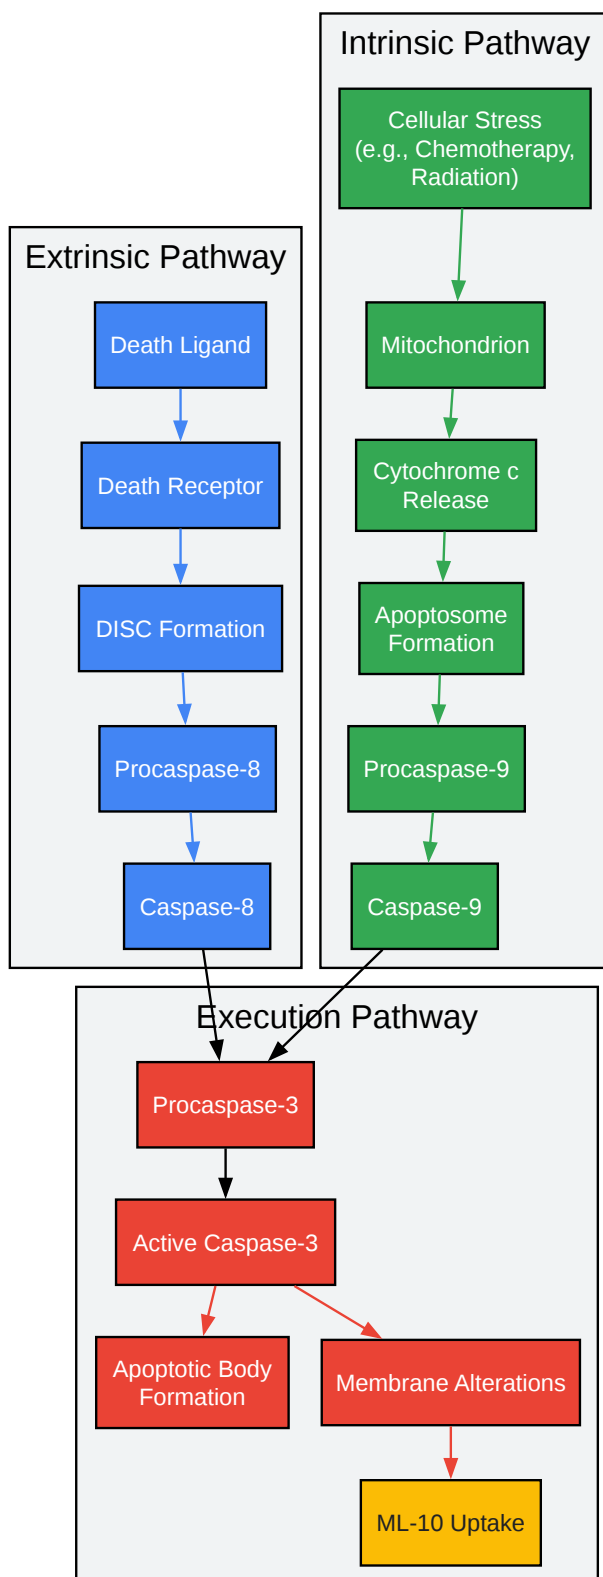 Intrinsic Pathway
Cellular Stress
(e.g., Chemotherapy,
Radiation)
Mitochondrion
Cytochrome c
Release
Apoptosome
Formation
Procaspase-9
Caspase-9
Extrinsic Pathway
Death Ligand
Death Receptor
DISC Formation
Procaspase-8
Caspase-8
Execution Pathway
Procaspase-3
Active Caspase-3
Apoptotic Body
Formation
Membrane Alterations
ML-10 Uptake